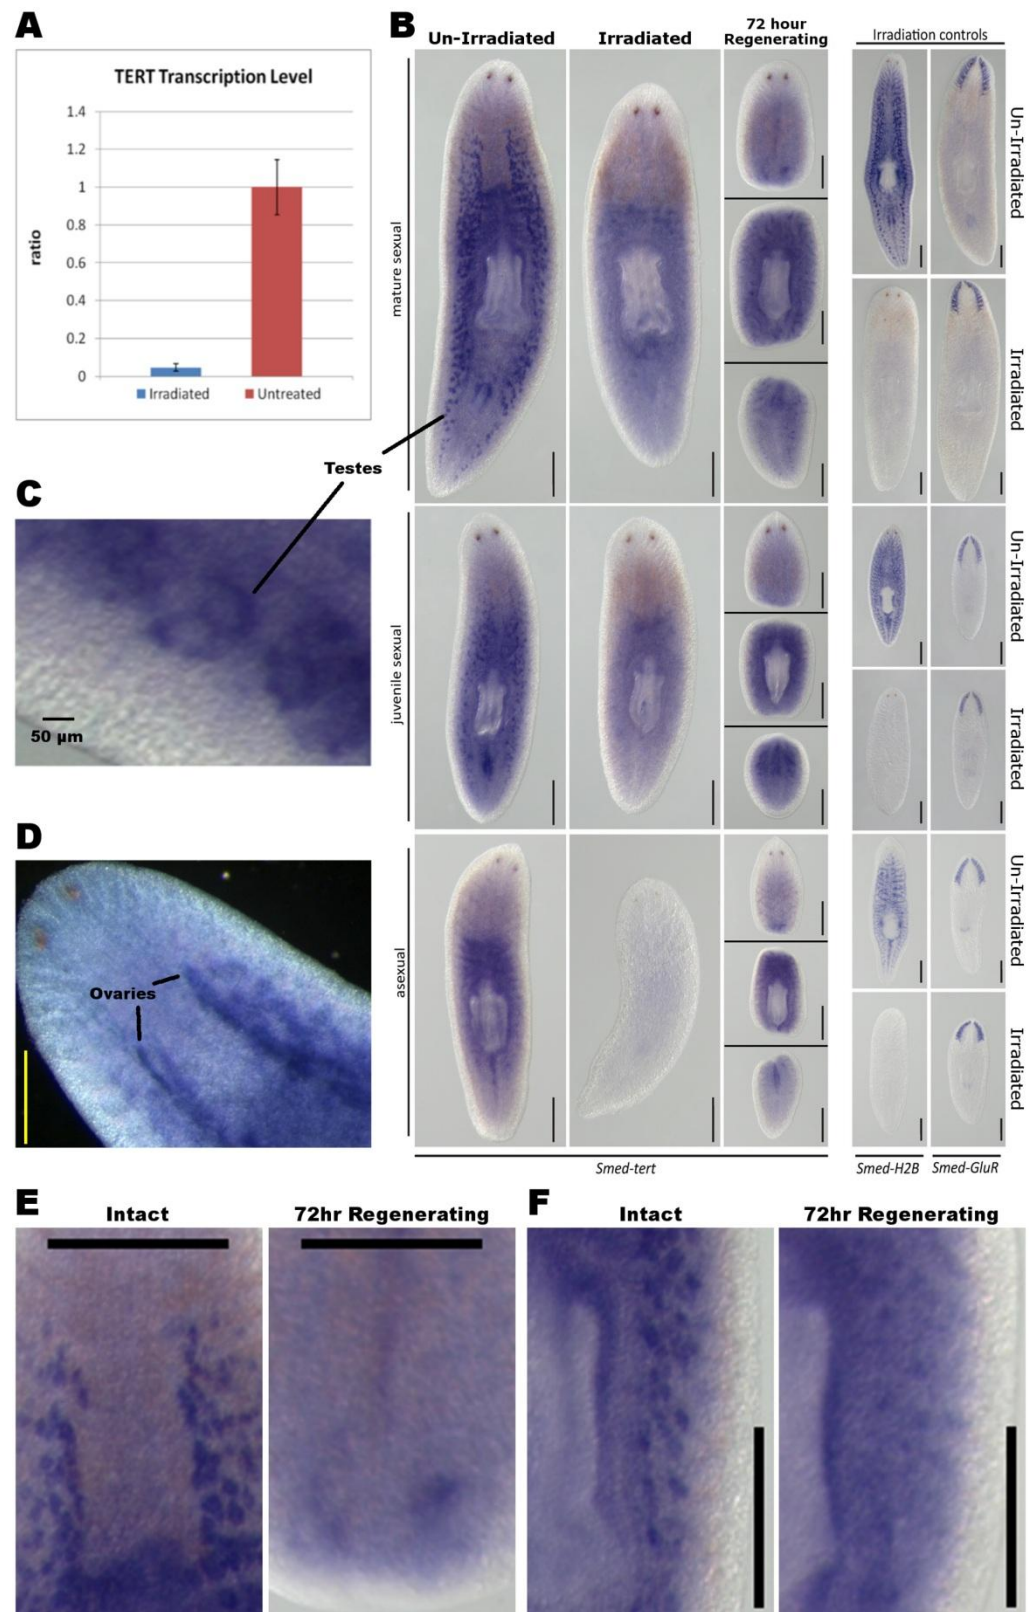 A
TERT Transcription Level
ratio
1.4
1.2
1
0.8
0.6
0.4
0.2
0
Irradiated
Untreated
B
Un-Irradiated
Irradiated
72 hour
Regenerating
Irradiation controls
mature sexual
juvenile sexual
asexual
Un-Irradiated
Irradiated
Un-Irradiated
Irradiated
Un-Irradiated
Irradiated
Smed-tert
Smed-H2B
Smed-GluR
Testes
C
50 µm
D
Ovaries
E
Intact
72hr Regenerating
F
Intact
72hr Regenerating